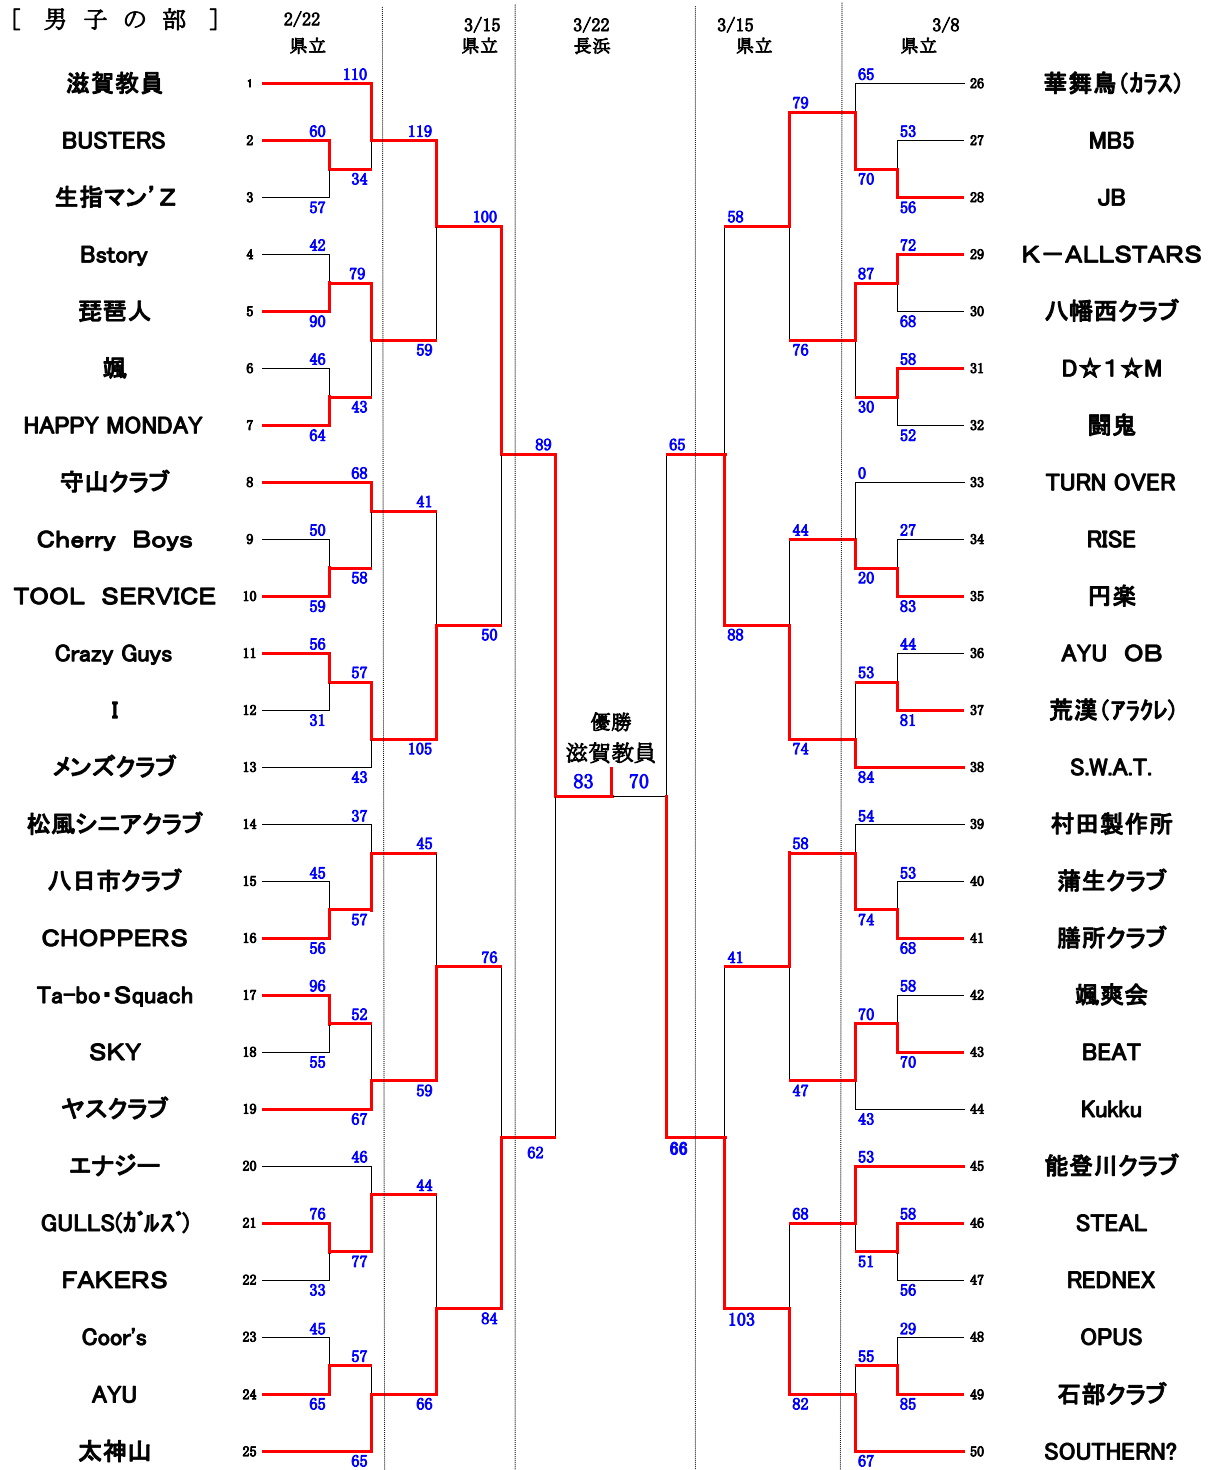 [ 男 子 の 部 ]
2/22
県立
3/15
県立
3/22
長浜
3/15
県立
3/8
県立
滋賀教員 1 110
BUSTERS 2 60
34
生指マン’Z 3 57
119
Bstory 4 42
79
琵琶人 5 90
颯 6 46
43
HAPPY MONDAY 7 64
59
100
守山クラブ 8 68
41
Cherry Boys 9 50
58
TOOL SERVICE 10 59
Crazy Guys 11 56
57
I 12 31
メンズクラブ 13 43
105
50
89
松風シニアクラブ 14 37
45
八日市クラブ 15 45
57
CHOPPERS 16 56
Ta-bo・Squach 17 96
52
SKY 18 55
ヤスクラブ 19 67
59
76
エナジー 20 46
44
GULLS(ｶﾞﾙｽﾞ) 21 76
77
FAKERS 22 33
Coor's 23 45
57
AYU 24 65
太神山 25 65
66
84
62
優勝
滋賀教員
83 70
65 26 華舞鳥(ｶﾗｽ)
79
53 27 MB5
70
56 28 JB
58
72 29 K－ALLSTARS
87
68 30 八幡西クラブ
76
58 31 D☆1☆M
30
52 32 闘鬼
65
0 33 TURN OVER
44
27 34 RISE
20
83 35 円楽
88
44 36 AYU OB
53
81 37 荒漢(ｱﾗｸﾚ)
74
84 38 S.W.A.T.
54 39 村田製作所
58
53 40 蒲生クラブ
74
68 41 膳所クラブ
41
58 42 颯爽会
70
70 43 BEAT
47
43 44 Kukku
66
53 45 能登川クラブ
68
58 46 STEAL
51
56 47 REDNEX
103
29 48 OPUS
55
85 49 石部クラブ
82
67 50 SOUTHERN?